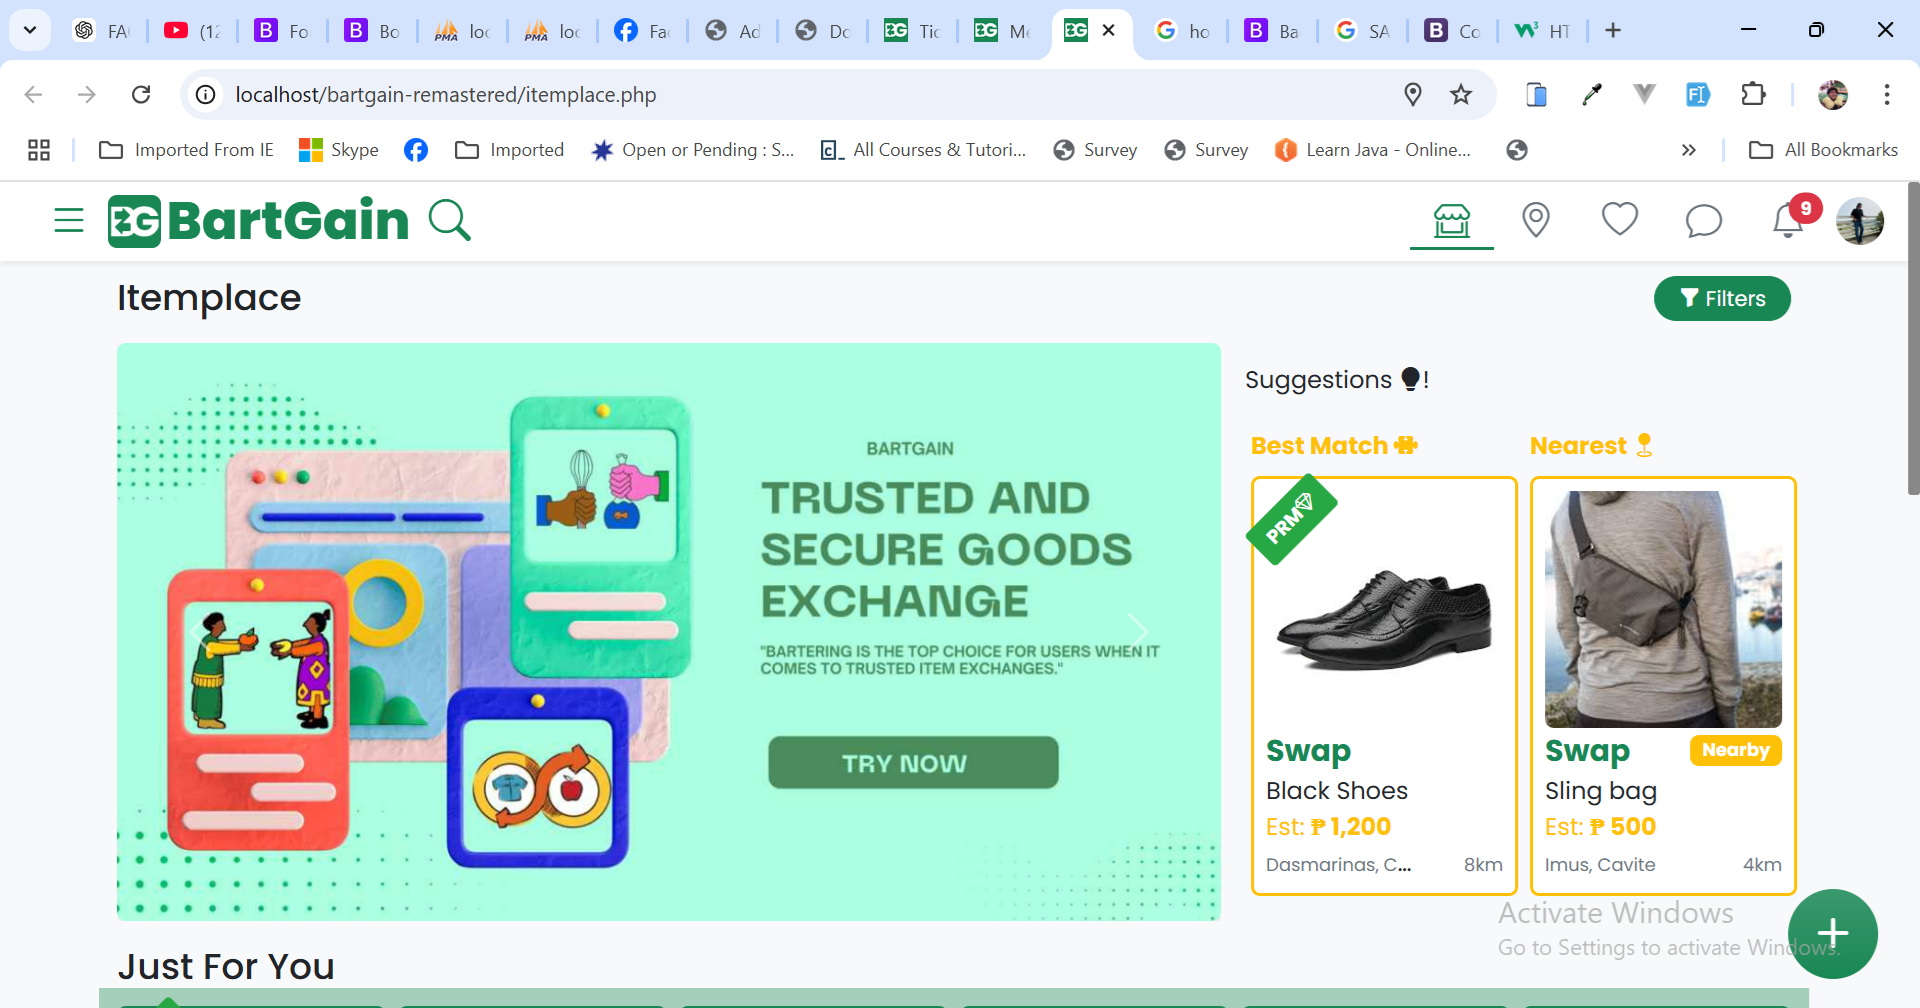 FA
(12
Fo
Bo
loc
loc
Fa
Ad
Do
Tic
Me
ho
Ba
SA
Co
HT
localhost/bartgain-remastered/itemplace.php
Imported From IE
Skype
Imported
Open or Pending : S...
All Courses & Tutori...
Survey
Survey
Learn Java - Online...
»
All Bookmarks
BG BartGain
9
Itemplace
Filters
BARTGAIN
TRUSTED AND
SECURE GOODS
EXCHANGE
"BARTERING IS THE TOP CHOICE FOR USERS WHEN IT
COMES TO TRUSTED ITEM EXCHANGES."
TRY NOW
Suggestions !
Best Match
Nearest
PRM
Swap
Black Shoes
Est: ₱ 1,200
Dasmarinas, C...
8km
Swap
Nearby
Sling bag
Est: ₱ 500
Imus, Cavite
4km
Activate Windows
Go to Settings to activate Windows.
Just For You